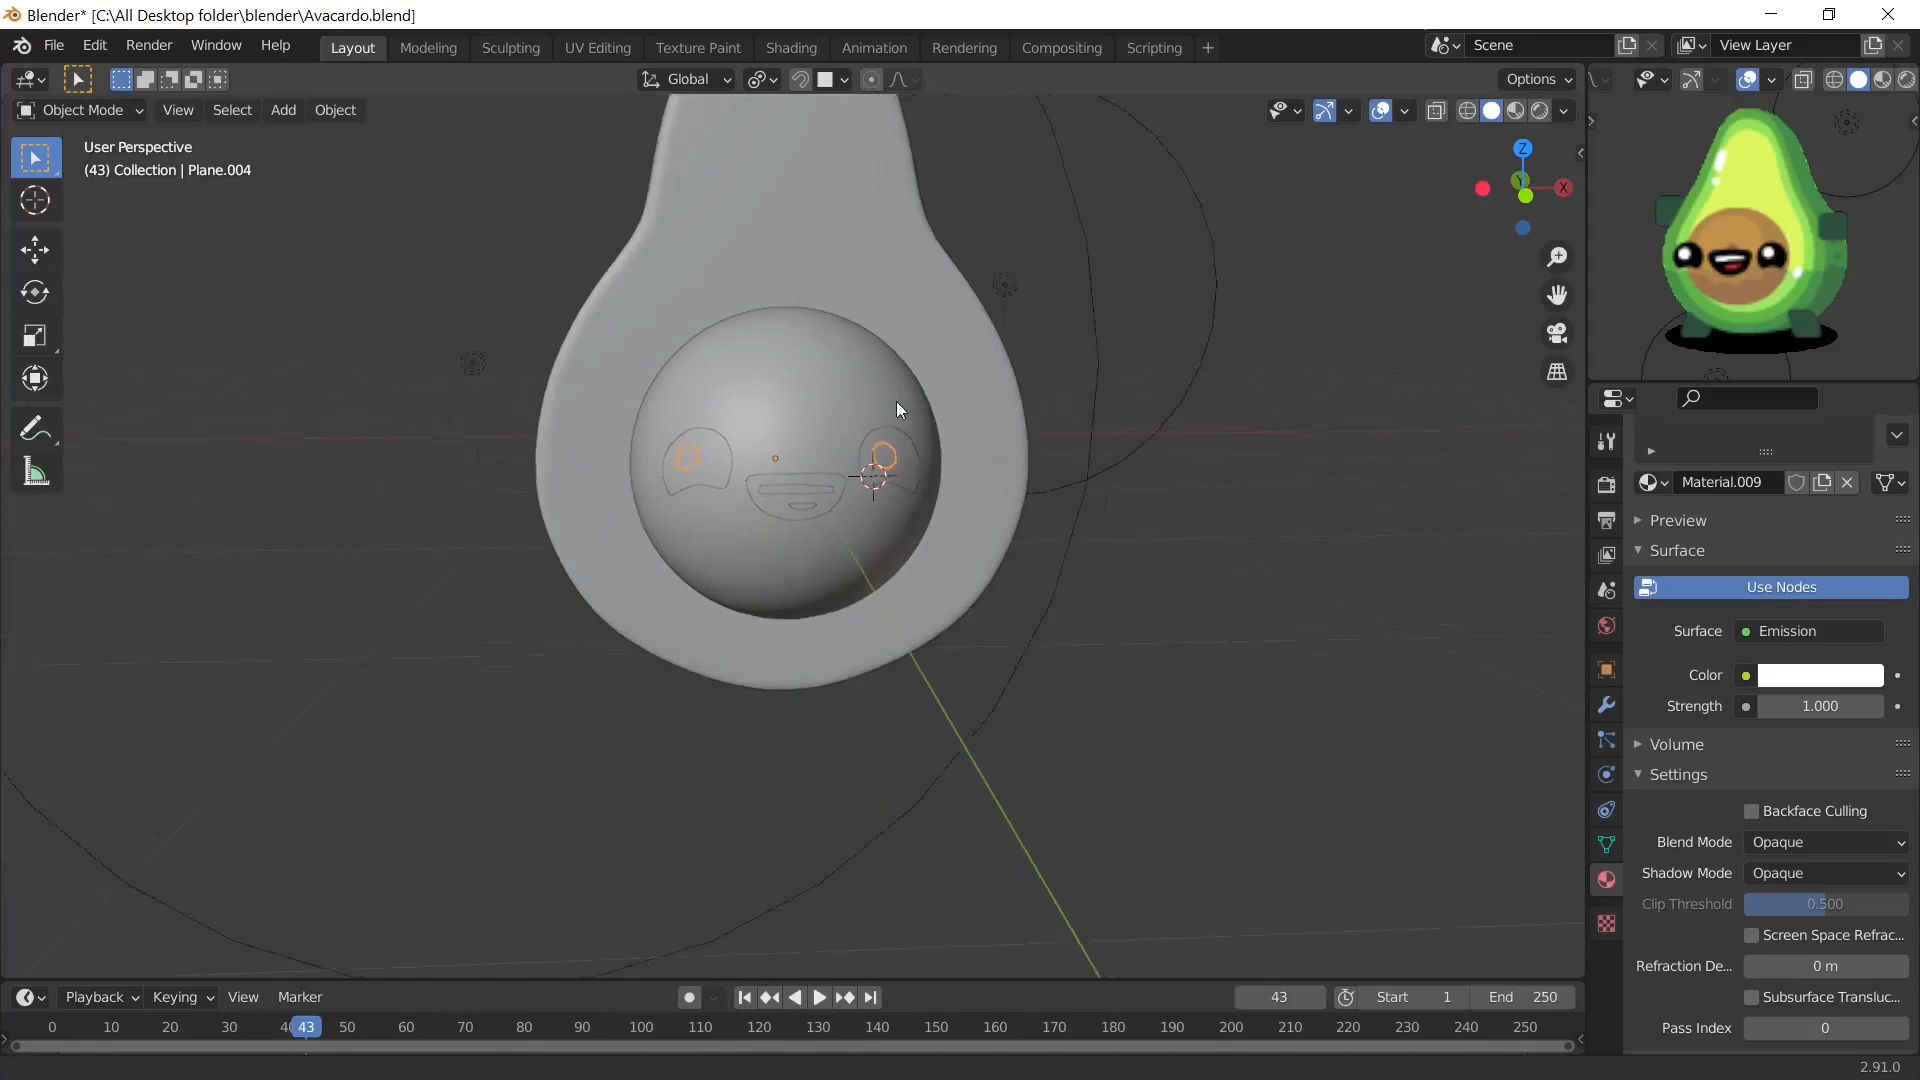 Blender* [C:\All Desktop folder\blender\Avacardo.blend]
File Edit Render Window Help Layout Modeling Sculpting UV Editing Texture Paint Shading Animation Rendering Compositing Scripting + Scene View Layer
Global Options
Object Mode View Select Add Object
User Perspective
(43) Collection | Plane.004
Z
Y
X
Material.009
Preview
Surface
Use Nodes
Surface Emission
Color
Strength 1.000
Volume
Settings
Backface Culling
Blend Mode Opaque
Shadow Mode Opaque
Clip Threshold 0.500
Screen Space Refrac...
Refraction De... 0 m
Subsurface Transluc...
Pass Index 0
Playback Keying View Marker 43 Start 1 End 250
0 10 20 30 40 43 50 60 70 80 90 100 110 120 130 140 150 160 170 180 190 200 210 220 230 240 250
2.91.0